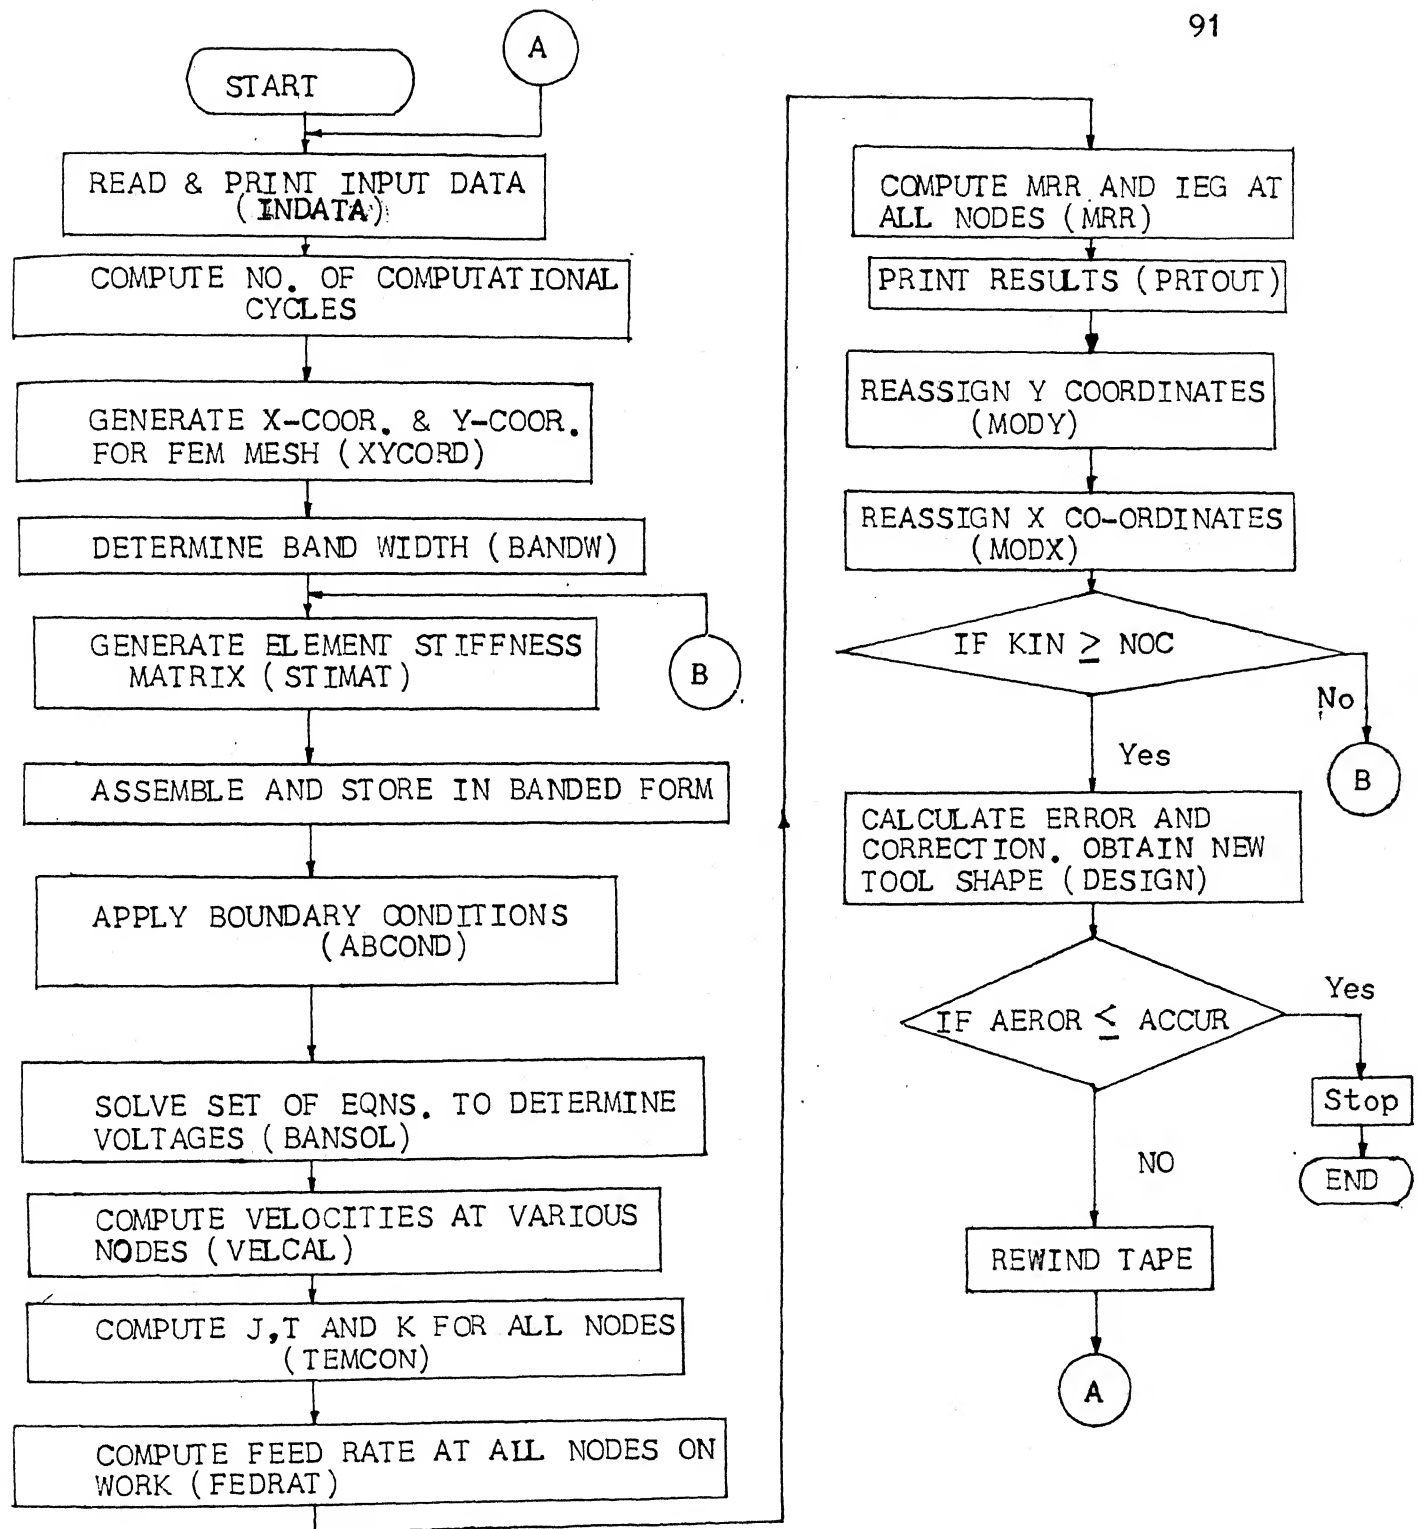 91
A
START
READ & PRINT INPUT DATA
(INDATA)
COMPUTE NO. OF COMPUTATIONAL
CYCLES
GENERATE X-COOR. & Y-COOR.
FOR FEM MESH (XYCORD)
DETERMINE BAND WIDTH (BANDW)
GENERATE ELEMENT STIFFNESS
MATRIX (STIMAT)
B
ASSEMBLE AND STORE IN BANDED FORM
APPLY BOUNDARY CONDITIONS
(ABCOND)
SOLVE SET OF EQNS. TO DETERMINE
VOLTAGES (BANSOL)
COMPUTE VELOCITIES AT VARIOUS
NODES (VELCAL)
COMPUTE J,T AND K FOR ALL NODES
(TEMCON)
COMPUTE FEED RATE AT ALL NODES ON
WORK (FEDRAT)
COMPUTE MRR AND IEG AT
ALL NODES (MRR)
PRINT RESULTS (PRTOUT)
REASSIGN Y COORDINATES
(MODY)
REASSIGN X CO-ORDINATES
(MODX)
IF KIN ≥ NOC
No
B
Yes
CALCULATE ERROR AND
CORRECTION. OBTAIN NEW
TOOL SHAPE (DESIGN)
IF AEROR ≤ ACCUR
Yes
Stop
END
NO
REWIND TAPE
A